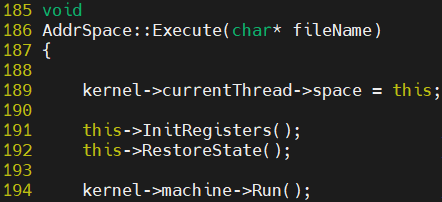 185 void
186 AddrSpace::Execute(char* fileName)
187 {
188
189     kernel->currentThread->space = this;
190
191     this->InitRegisters();
192     this->RestoreState();
193
194     kernel->machine->Run();